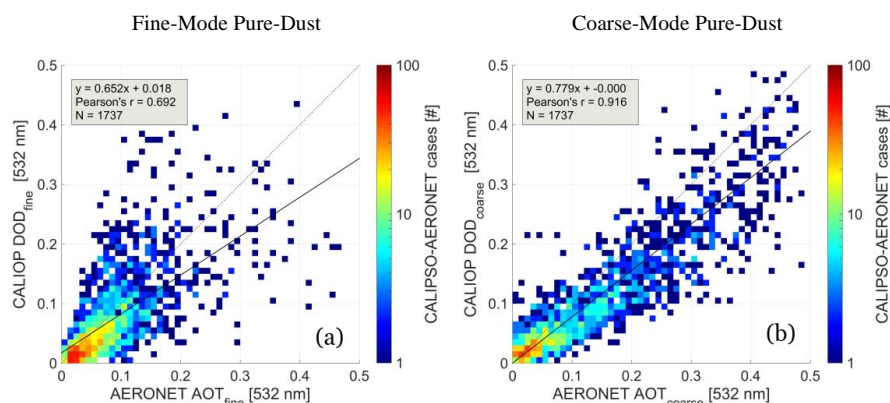 Fine-Mode Pure-Dust
Coarse-Mode Pure-Dust
y = 0.652x + 0.018
Pearson's r = 0.692
N = 1737
(a)
0.5
0.4
0.3
0.2
0.1
0
0
0.1
0.2
0.3
0.4
0.5
CALIOP DOD_fine [532 nm]
AERONET AOT_fine [532 nm]
100
10
1
CALIPSO-AERONET cases [#]
y = 0.779x + -0.000
Pearson's r = 0.916
N = 1737
(b)
0.5
0.4
0.3
0.2
0.1
0
0
0.1
0.2
0.3
0.4
0.5
CALIOP DOD_coarse [532 nm]
AERONET AOT_coarse [532 nm]
100
10
1
CALIPSO-AERONET cases [#]